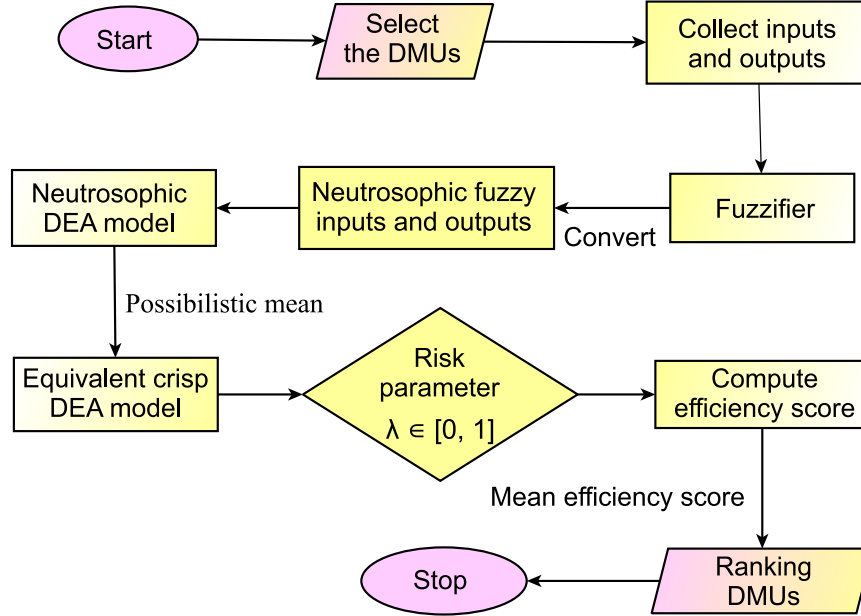 Start
Select
the DMUs
Collect inputs
and outputs
Fuzzifier
Convert
Neutrosophic fuzzy
inputs and outputs
Neutrosophic
DEA model
Possibilistic mean
Equivalent crisp
DEA model
Risk
parameter
λ ∈ [0, 1]
Compute
efficiency score
Mean efficiency score
Ranking
DMUs
Stop